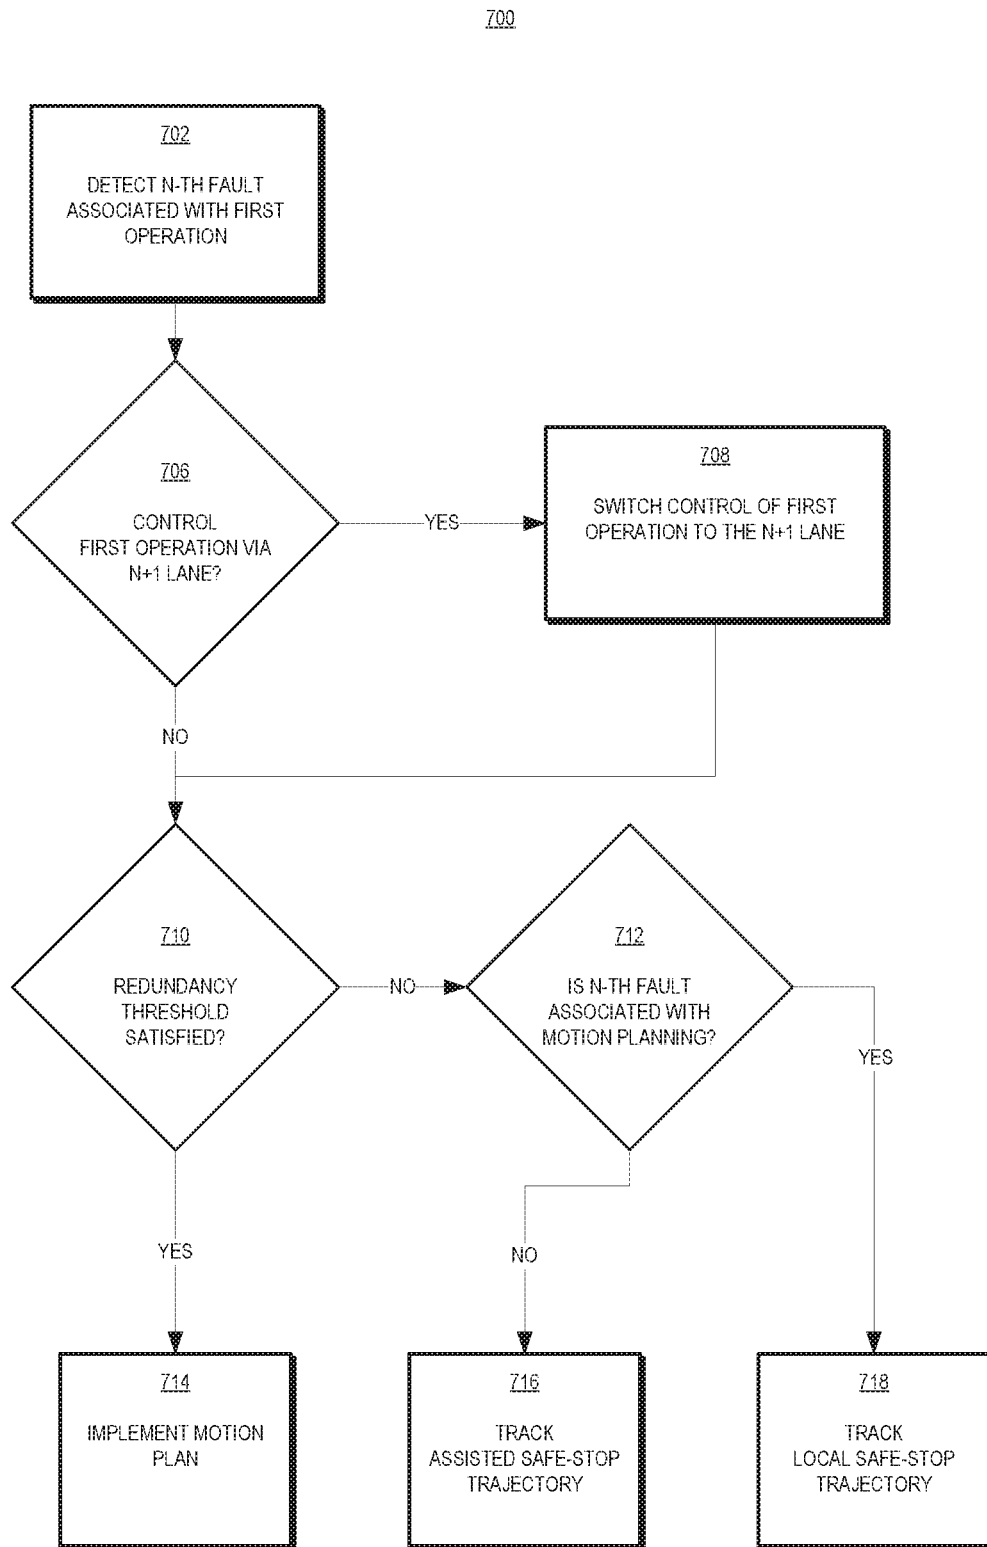 700
702
DETECT N-TH FAULT
ASSOCIATED WITH FIRST
OPERATION
706
CONTROL
FIRST OPERATION VIA
N+1 LANE?
YES
708
SWITCH CONTROL OF FIRST
OPERATION TO THE N+1 LANE
NO
710
REDUNDANCY
THRESHOLD
SATISFIED?
NO
712
IS N-TH FAULT
ASSOCIATED WITH
MOTION PLANNING?
YES
YES
NO
714
IMPLEMENT MOTION
PLAN
716
TRACK
ASSISTED SAFE-STOP
TRAJECTORY
718
TRACK
LOCAL SAFE-STOP
TRAJECTORY